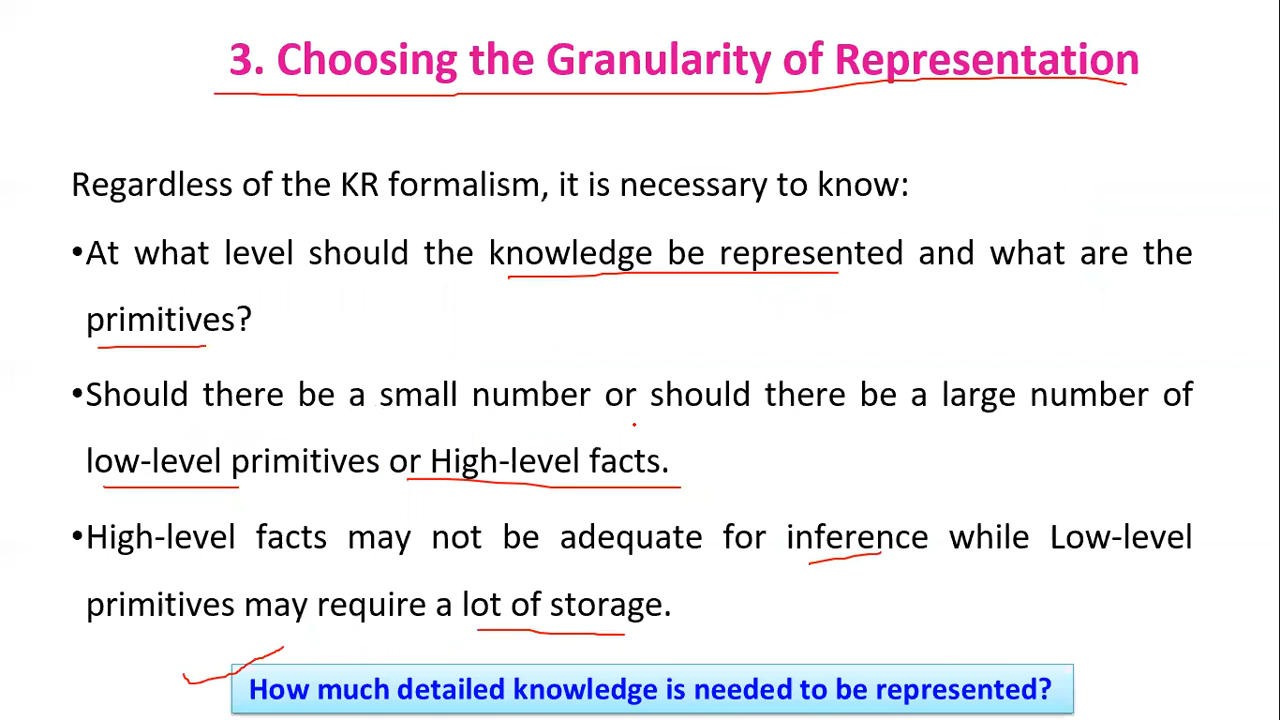 3. Choosing the Granularity of Representation
Regardless of the KR formalism, it is necessary to know:
•At what level should the knowledge be represented and what are the
primitives?
•Should there be a small number or should there be a large number of
low-level primitives or High-level facts.
•High-level facts may not be adequate for inference while Low-level
primitives may require a lot of storage.
How much detailed knowledge is needed to be represented?